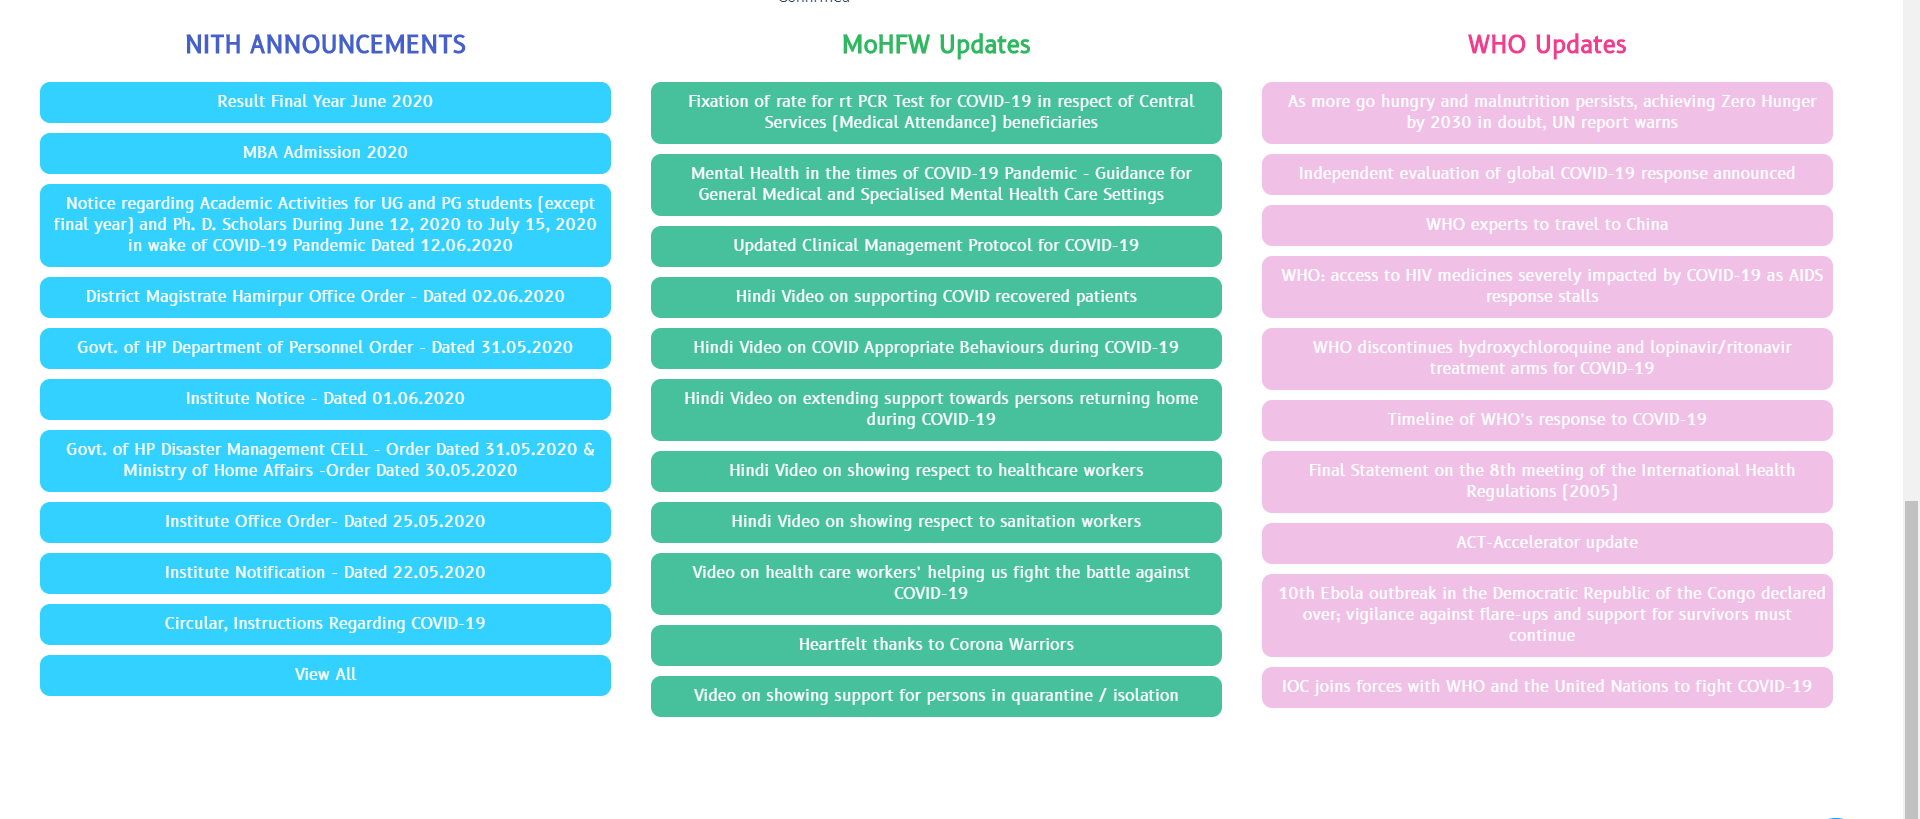 NITH ANNOUNCEMENTS
Result Final Year June 2020
MBA Admission 2020
Notice regarding Academic Activities for UG and PG students (except
final year) and Ph. D. Scholars During June 12, 2020 to July 15, 2020
in wake of COVID-19 Pandemic Dated 12.06.2020
District Magistrate Hamirpur Office Order - Dated 02.06.2020
Govt. of HP Department of Personnel Order - Dated 31.05.2020
Institute Notice - Dated 01.06.2020
Govt. of HP Disaster Management CELL - Order Dated 31.05.2020 &
Ministry of Home Affairs -Order Dated 30.05.2020
Institute Office Order- Dated 25.05.2020
Institute Notification - Dated 22.05.2020
Circular, Instructions Regarding COVID-19
View All
MoHFW Updates
Fixation of rate for rt PCR Test for COVID-19 in respect of Central
Services (Medical Attendance) beneficiaries
Mental Health in the times of COVID-19 Pandemic - Guidance for
General Medical and Specialised Mental Health Care Settings
Updated Clinical Management Protocol for COVID-19
Hindi Video on supporting COVID recovered patients
Hindi Video on COVID Appropriate Behaviours during COVID-19
Hindi Video on extending support towards persons returning home
during COVID-19
Hindi Video on showing respect to healthcare workers
Hindi Video on showing respect to sanitation workers
Video on health care workers' helping us fight the battle against
COVID-19
Heartfelt thanks to Corona Warriors
Video on showing support for persons in quarantine / isolation
WHO Updates
As more go hungry and malnutrition persists, achieving Zero Hunger
by 2030 in doubt, UN report warns
Independent evaluation of global COVID-19 response announced
WHO experts to travel to China
WHO: access to HIV medicines severely impacted by COVID-19 as AIDS
response stalls
WHO discontinues hydroxychloroquine and lopinavir/ritonavir
treatment arms for COVID-19
Timeline of WHO's response to COVID-19
Final Statement on the 8th meeting of the International Health
Regulations (2005)
ACT-Accelerator update
10th Ebola outbreak in the Democratic Republic of the Congo declared
over; vigilance against flare-ups and support for survivors must
continue
IOC joins forces with WHO and the United Nations to fight COVID-19